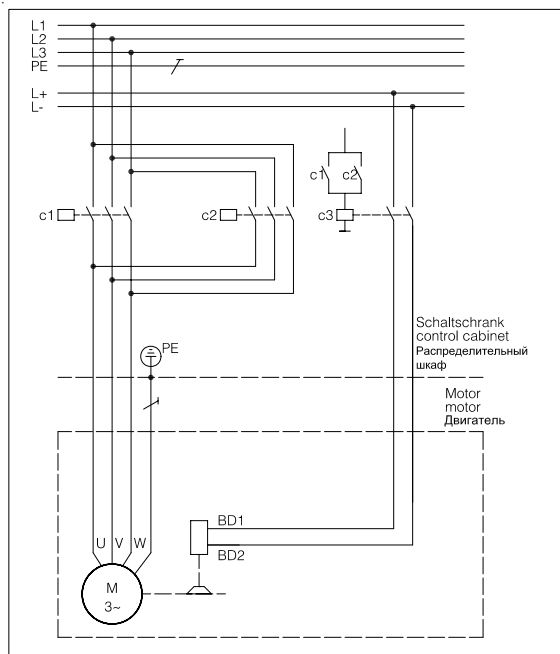 L1
L2
L3
PE
L+
L-
c1 c2
c1 c2 c3
Schaltschrank
control cabinet
Распределительный
шкаф
PE
Motor
motor
Двигатель
BD1
U V W
BD2
M
3~